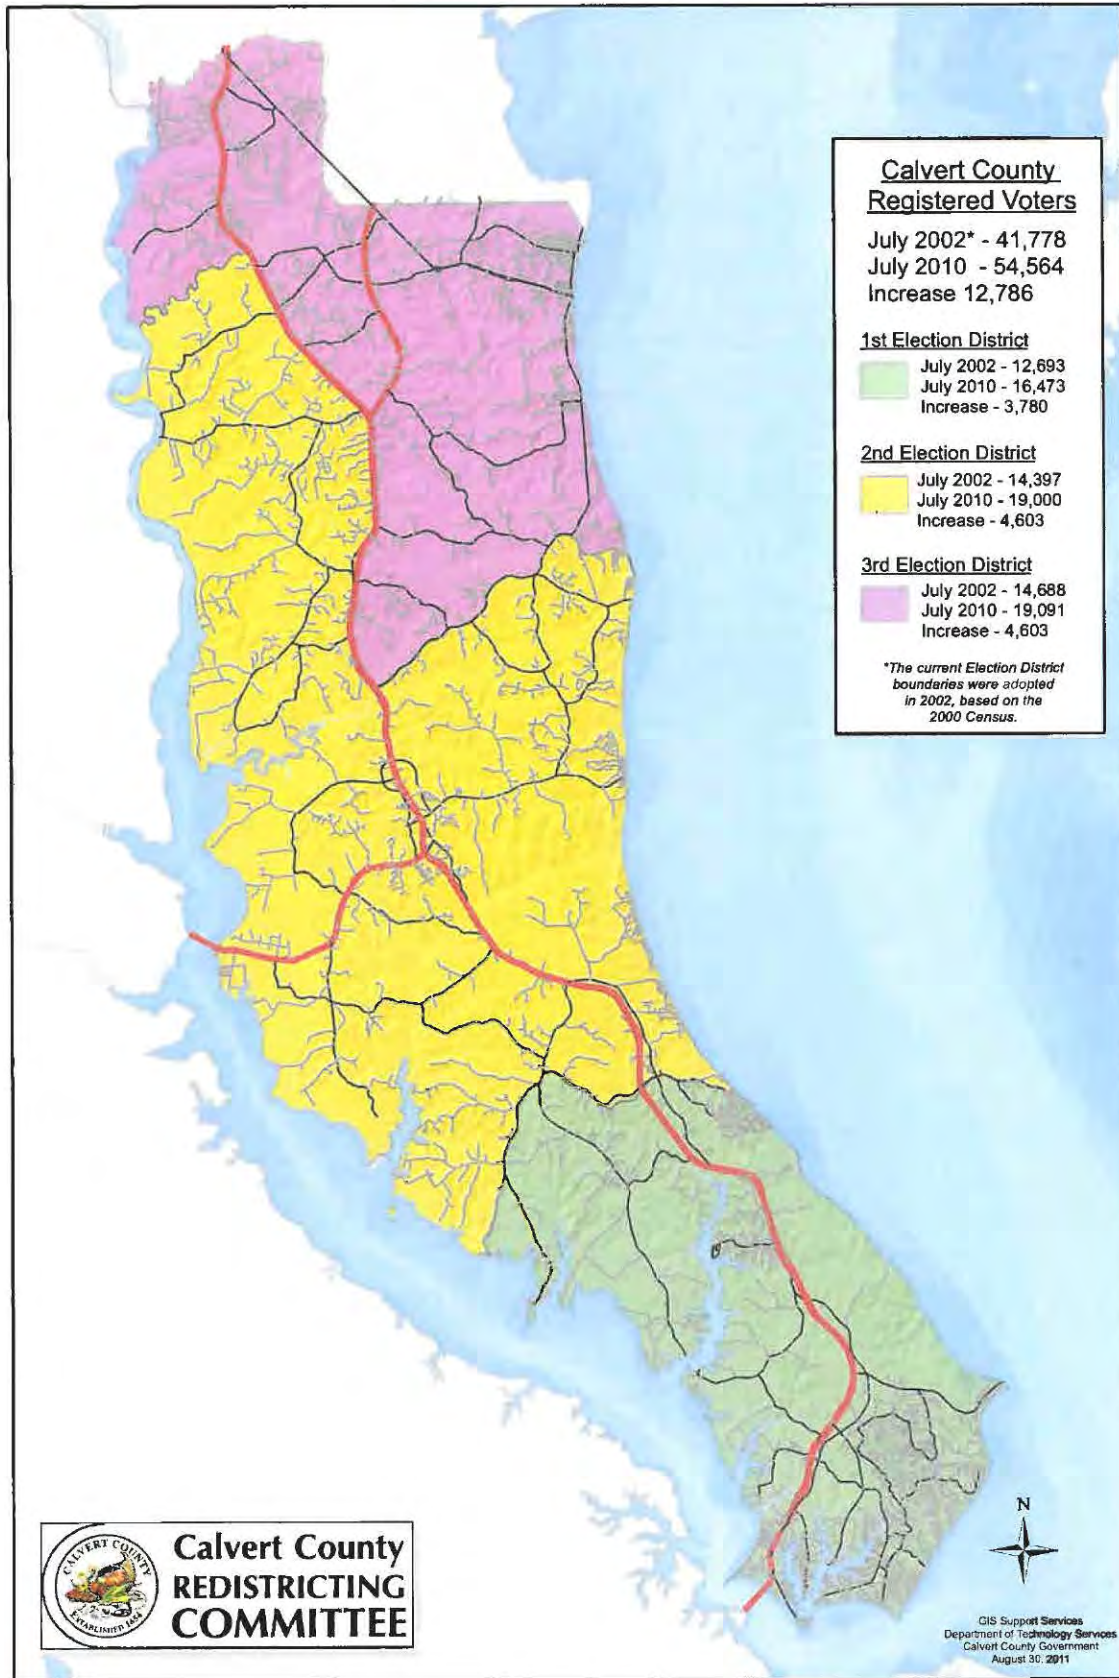 Calvert County
Registered Voters
July 2002* - 41,778
July 2010 - 54,564
Increase 12,786
1st Election District
July 2002 - 12,693
July 2010 - 16,473
Increase - 3,780
2nd Election District
July 2002 - 14,397
July 2010 - 19,000
Increase - 4,603
3rd Election District
July 2002 - 14,688
July 2010 - 19,091
Increase - 4,603
*The current Election District
boundaries were adopted
in 2002, based on the
2000 Census.
N
CALVERT COUNTY
ESTABLISHED 1654
Calvert County
REDISTRICTING
COMMITTEE
GIS Support Services
Department of Technology Services
Calvert County Government
August 30, 2011